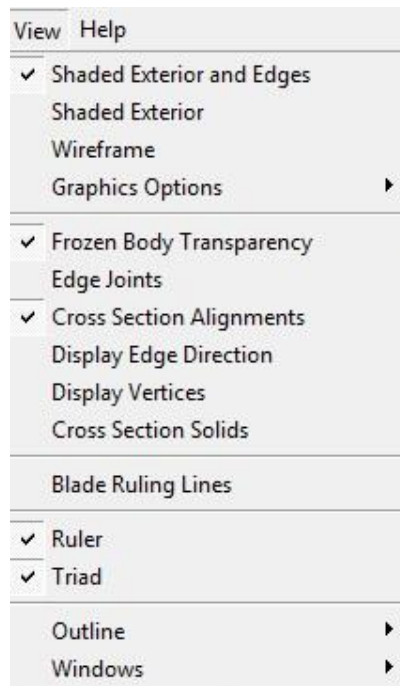 View Help
Shaded Exterior and Edges
Shaded Exterior
Wireframe
Graphics Options
Frozen Body Transparency
Edge Joints
Cross Section Alignments
Display Edge Direction
Display Vertices
Cross Section Solids
Blade Ruling Lines
Ruler
Triad
Outline
Windows